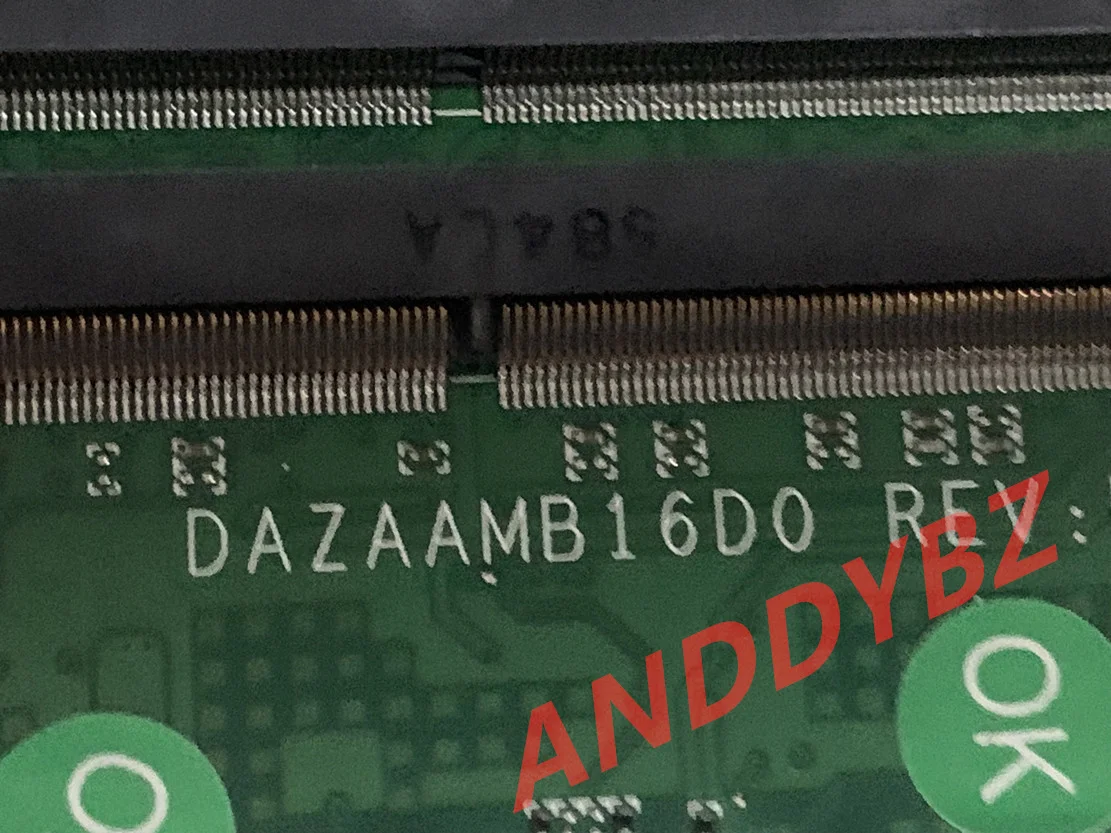 584LA
DAZAAMB16D0 REV:
ANDDYBZ
OK
O